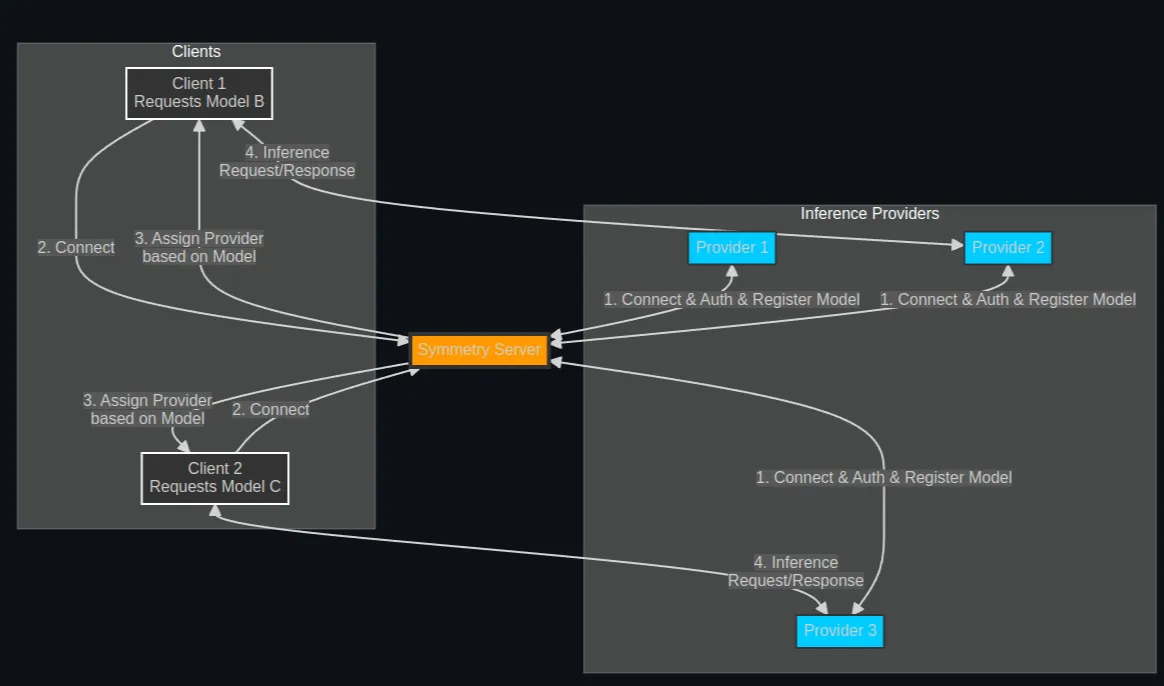 Clients
Client 1
Requests Model B
4. Inference
Request/Response
2. Connect
3. Assign Provider
based on Model
Inference Providers
Provider 1
Provider 2
1. Connect & Auth & Register Model
1. Connect & Auth & Register Model
Symmetry Server
3. Assign Provider
based on Model
2. Connect
Client 2
Requests Model C
1. Connect & Auth & Register Model
4. Inference
Request/Response
Provider 3